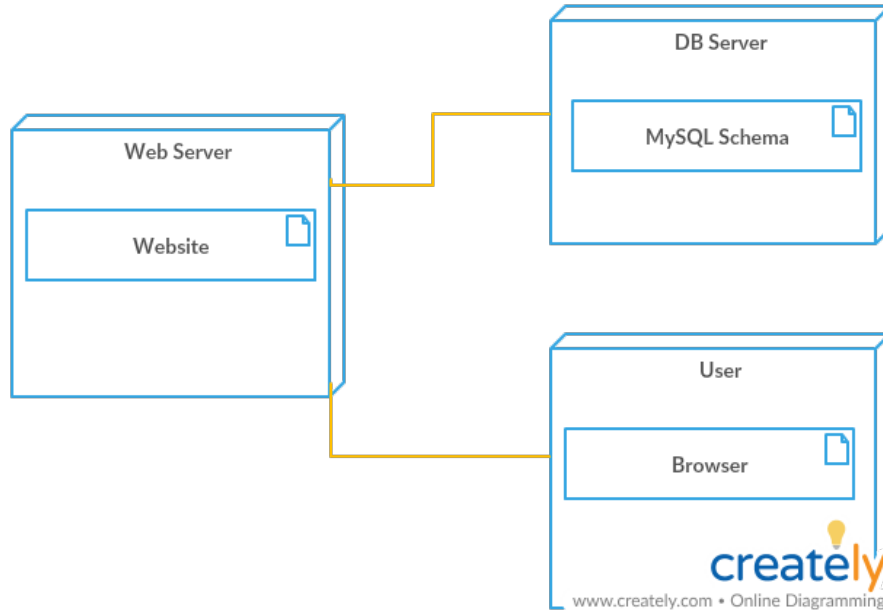 DB Server
MySQL Schema
Web Server
Website
User
Browser
creately
www.creately.com • Online Diagramming